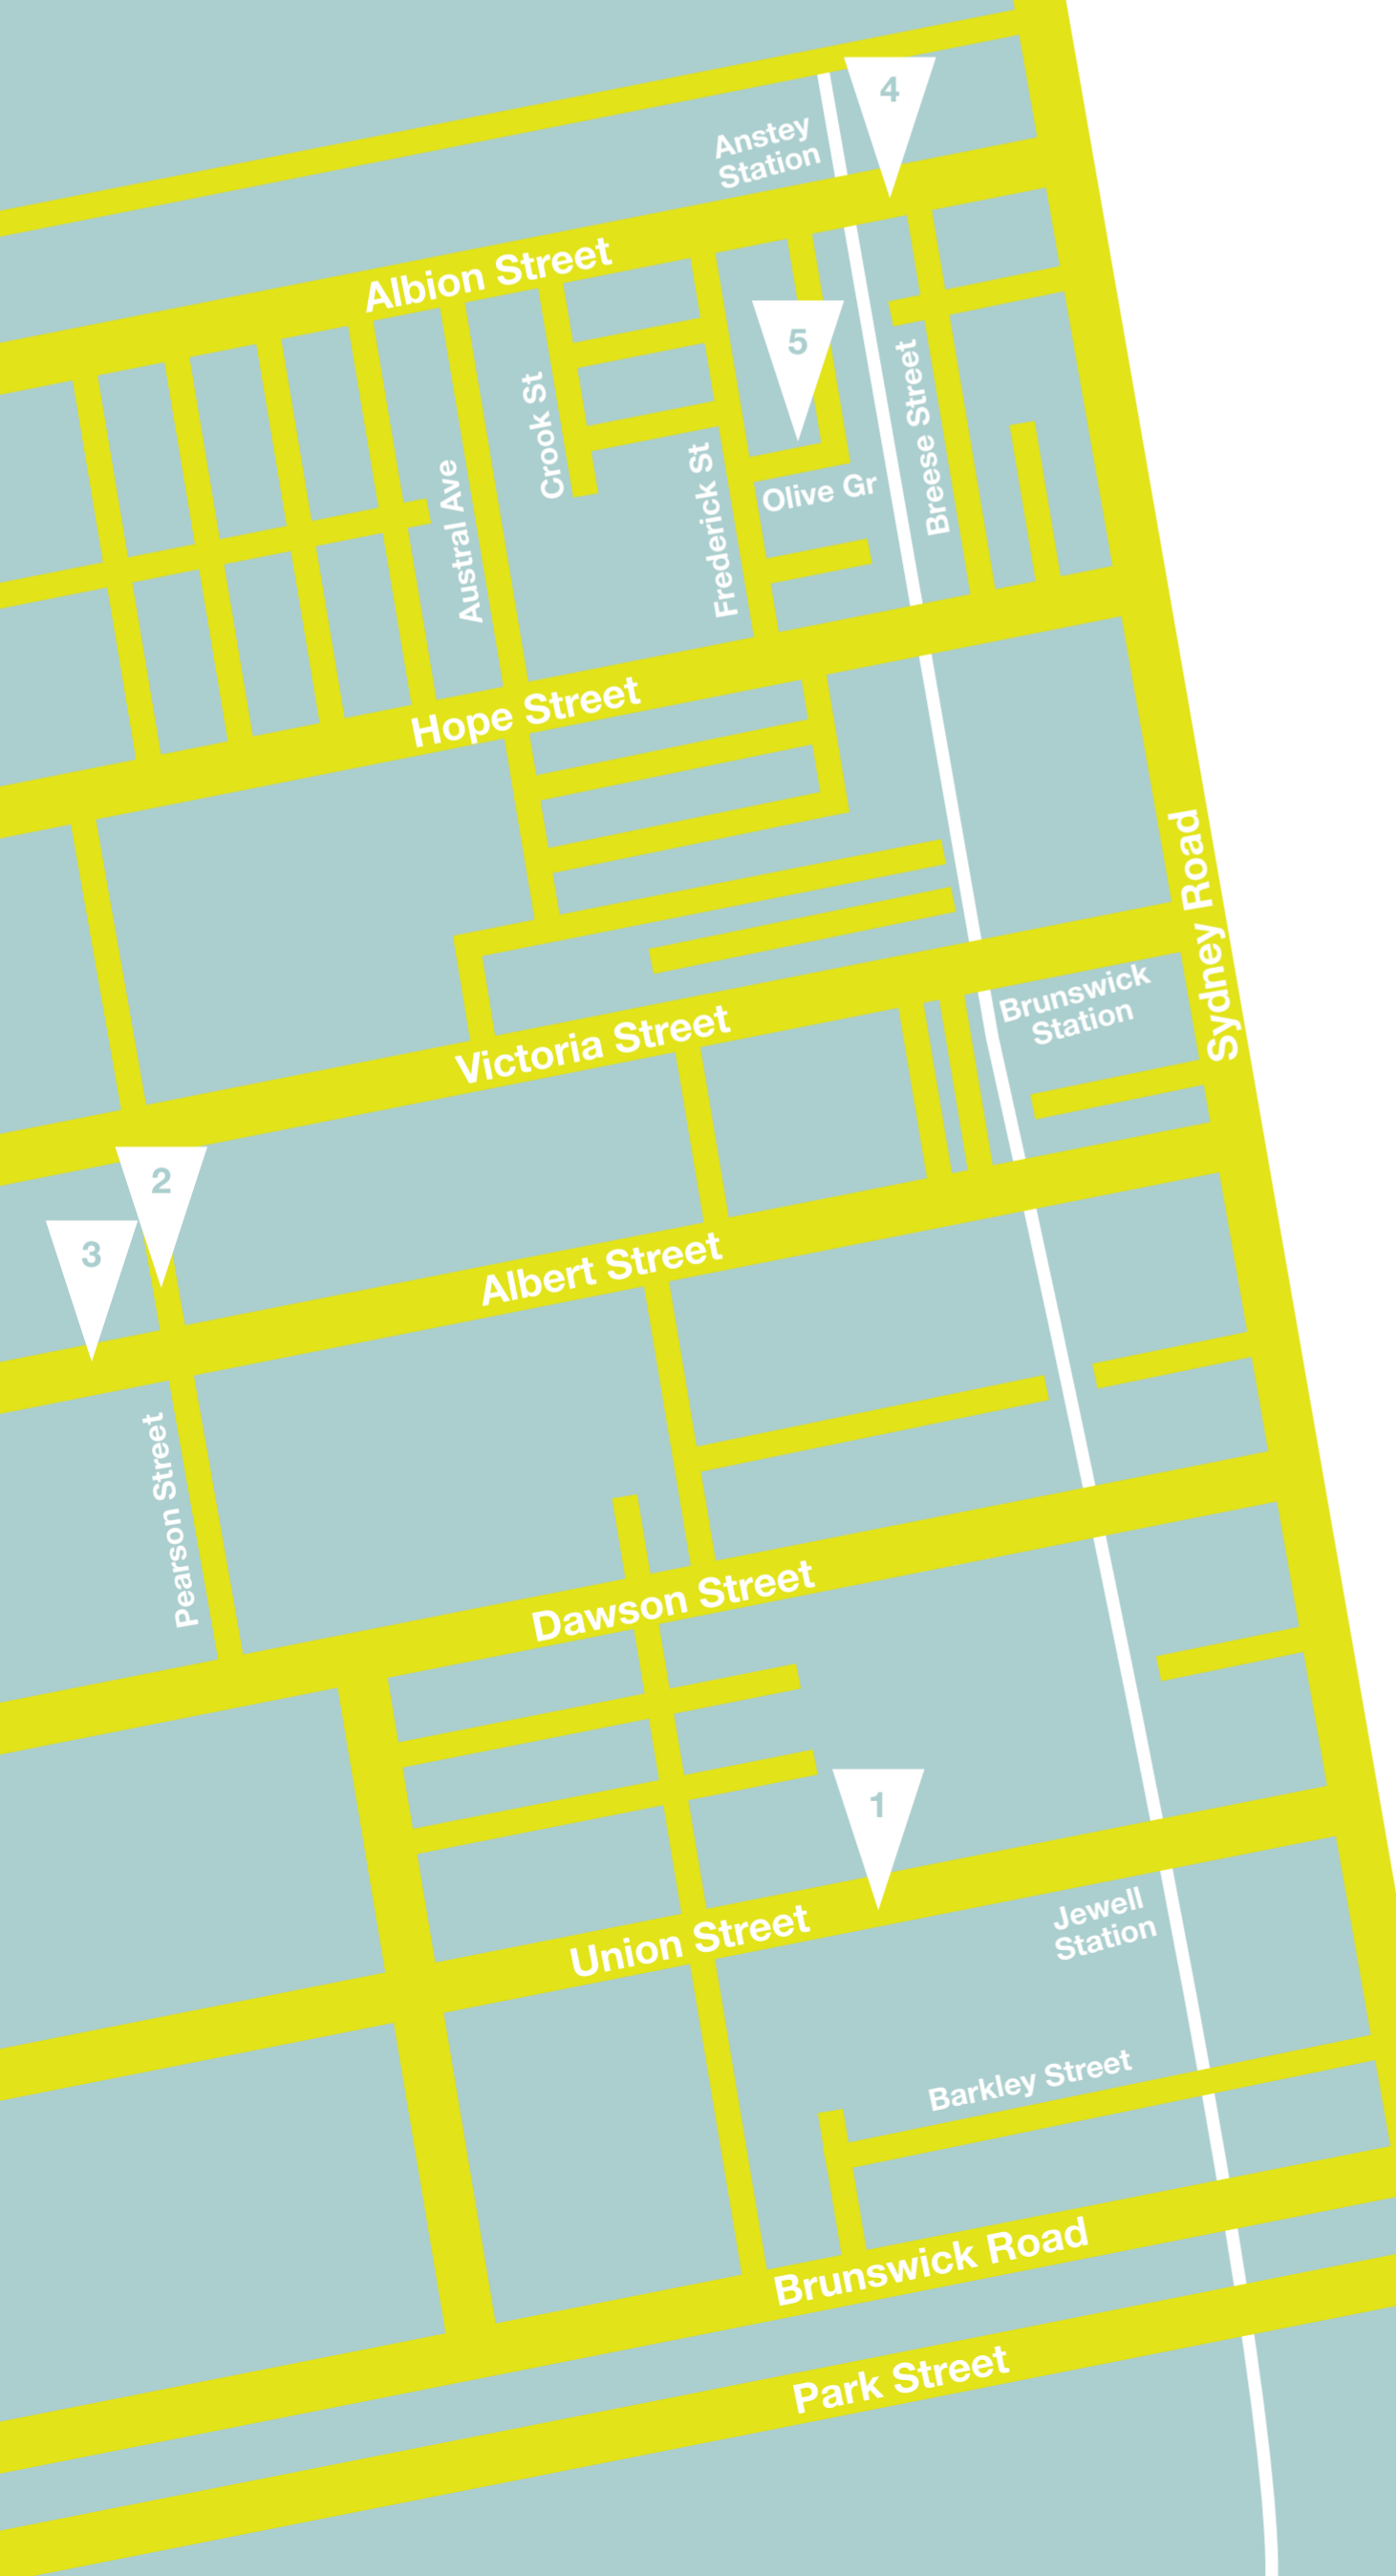 4
Anstey
Station
Albion Street
5
Breese Street
Crook St
Frederick St
Olive Gr
Austral Ave
Hope Street
Sydney Road
Brunswick
Station
Victoria Street
2
3
Albert Street
Pearson Street
Dawson Street
1
Union Street
Jewell
Station
Barkley Street
Brunswick Road
Park Street